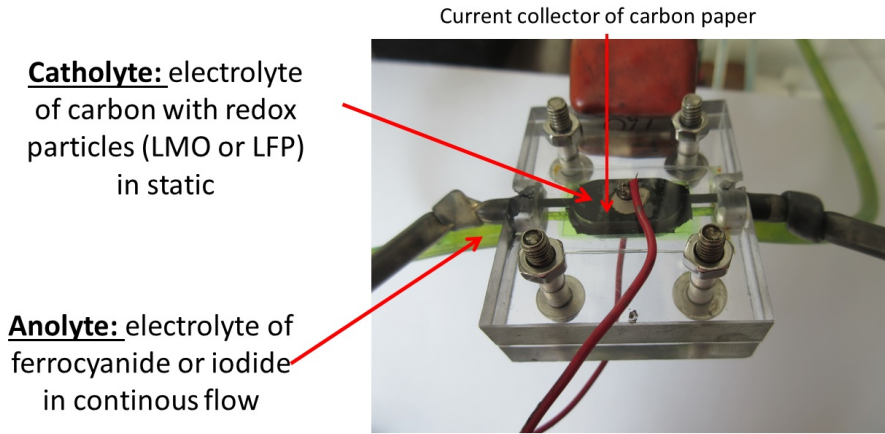 Current collector of carbon paper
Catholyte: electrolyte
of carbon with redox
particles (LMO or LFP)
in static
Anolyte: electrolyte of
ferrocyanide or iodide
in continous flow